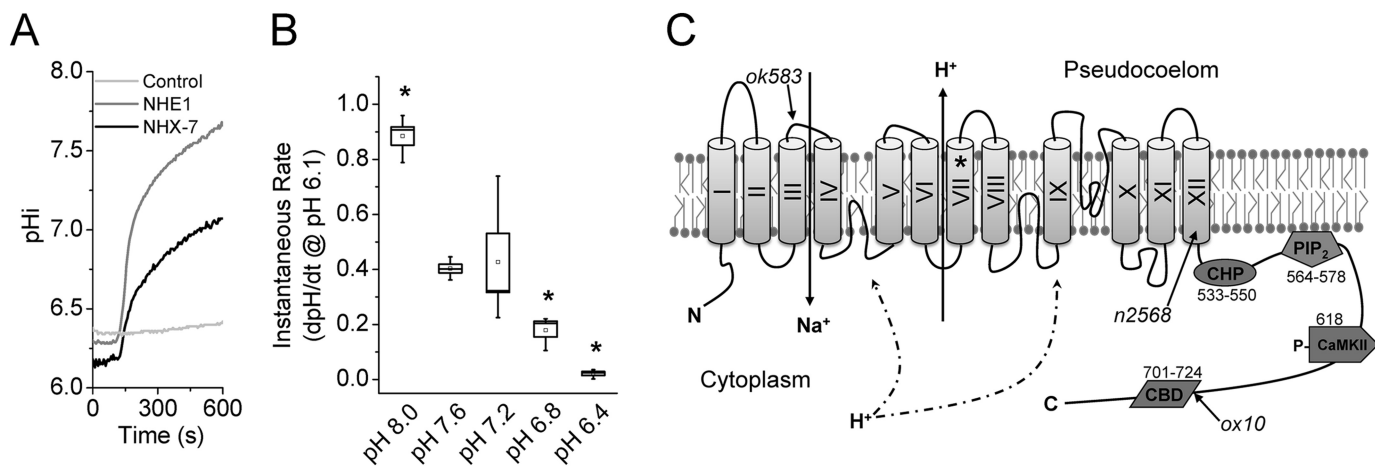 A
8.0
7.5
7.0
6.5
6.0
pHi
Control
NHE1
NHX-7
0
300
600
Time (s)
B
Instantaneous Rate
(dpH/dt @ pH 6.1)
1.0
0.8
0.6
0.4
0.2
0.0
*
*
*
pH 8.0
pH 7.6
pH 7.2
pH 6.8
pH 6.4
C
ok583
H⁺
Pseudocoelom
I
II
III
IV
V
VI
VII
*
VIII
IX
X
XI
XII
N
Na⁺
Cytoplasm
H⁺
n2568
CHP
533-550
PIP₂
564-578
618
P-
CaMKII
701-724
CBD
C
ox10